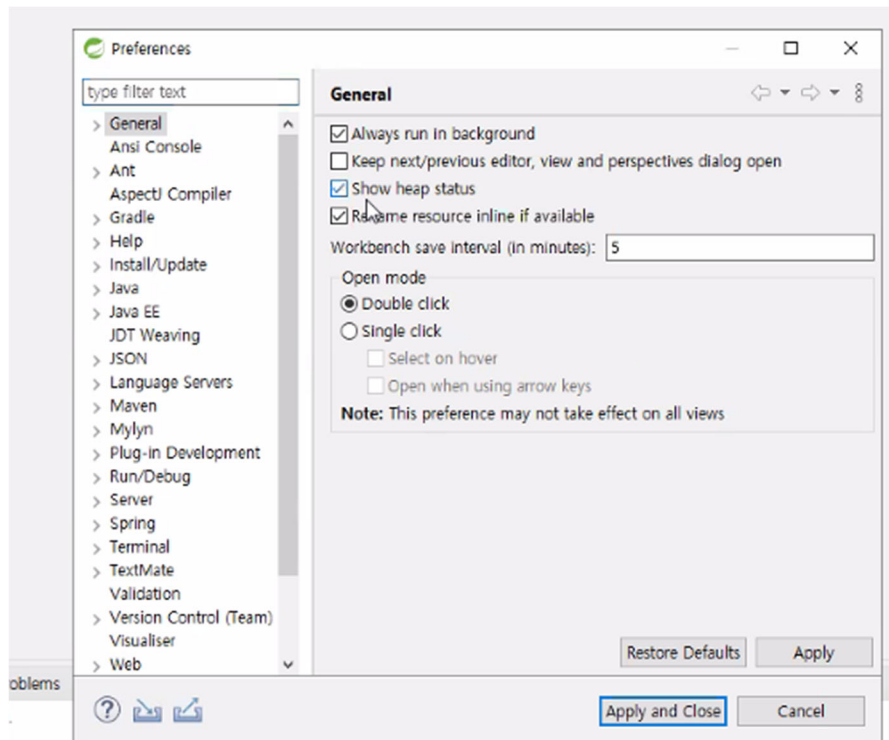 Preferences
type filter text
General
Ansi Console
Ant
AspectJ Compiler
Gradle
Help
Install/Update
Java
Java EE
JDT Weaving
JSON
Language Servers
Maven
Mylyn
Plug-in Development
Run/Debug
Server
Spring
Terminal
TextMate
Validation
Version Control (Team)
Visualiser
Web
General
Always run in background
Keep next/previous editor, view and perspectives dialog open
Show heap status
Rename resource inline if available
Workbench save interval (in minutes): 5
Open mode
Double click
Single click
Select on hover
Open when using arrow keys
Note: This preference may not take effect on all views
Restore Defaults Apply
oblems
Apply and Close Cancel